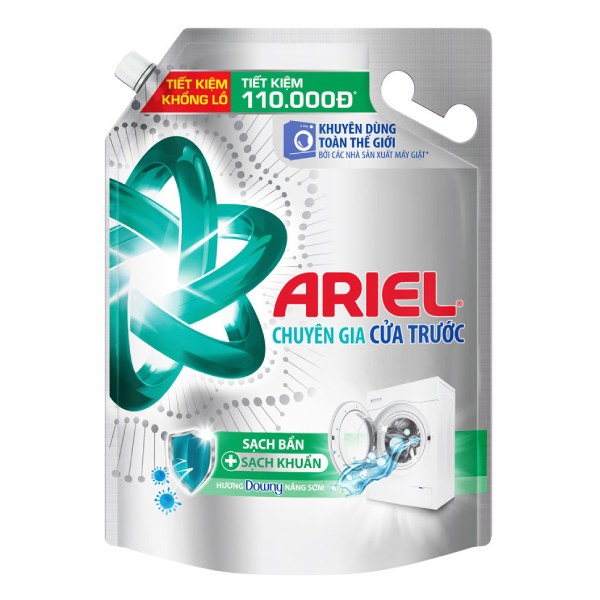 TIẾT KIỆM
KHỔNG LỒ
TIẾT KIỆM
110.000Đ*
KHUYÊN DÙNG
TOÀN THẾ GIỚI
BỞI CÁC NHÀ SẢN XUẤT MÁY GIẶT*
ARIEL®
CHUYÊN GIA CỬA TRƯỚC
SẠCH BẨN
+ SẠCH KHUẨN
HƯƠNG Downy NẮNG SỚM